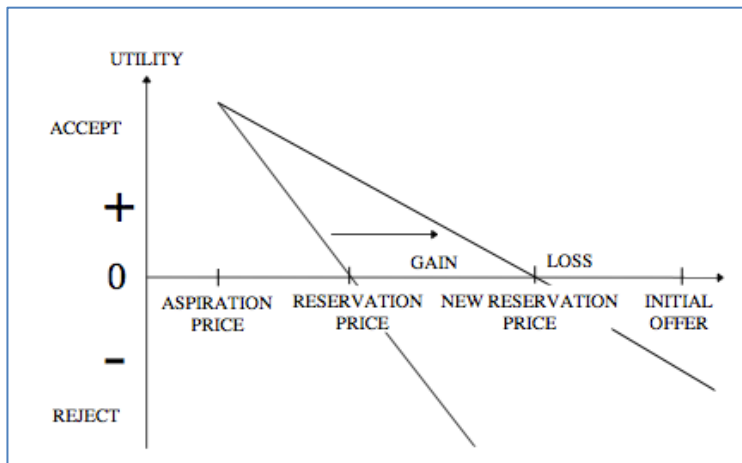 UTILITY
ACCEPT
+
0
GAIN
LOSS
ASPIRATION
PRICE
RESERVATION
PRICE
NEW RESERVATION
PRICE
INITIAL
OFFER
-
REJECT